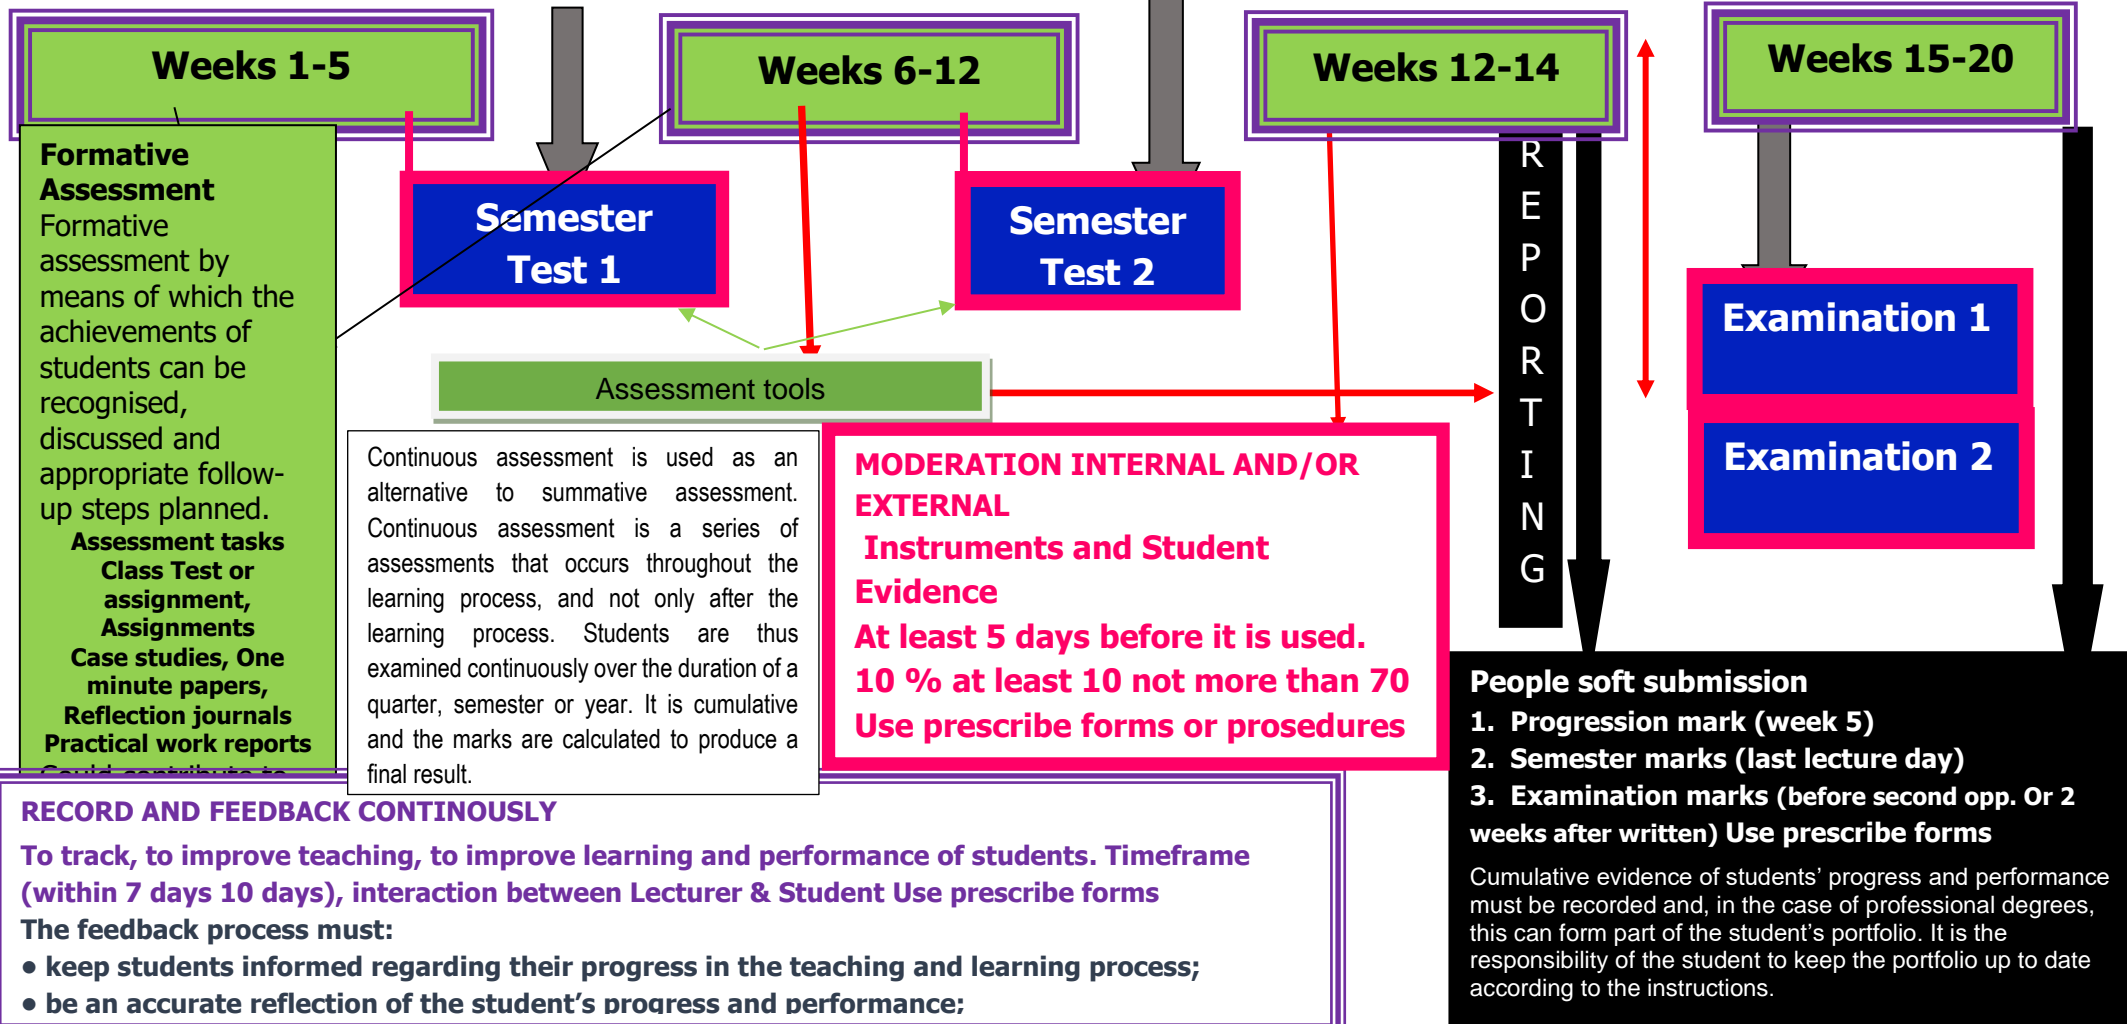 Weeks 1-5
Weeks 6-12
Weeks 12-14
Weeks 15-20
Formative
Assessment
Formative
assessment by
means of which the
achievements of
students can be
recognised,
discussed and
appropriate follow-
up steps planned.
Assessment tasks
Class Test or
assignment,
Assignments
Case studies, One
minute papers,
Reflection journals
Practical work reports
Could contribute to
Semester
Test 1
Semester
Test 2
Assessment tools
Continuous assessment is used as an
alternative to summative assessment.
Continuous assessment is a series of
assessments that occurs throughout the
learning process, and not only after the
learning process. Students are thus
examined continuously over the duration of a
quarter, semester or year. It is cumulative
and the marks are calculated to produce a
final result.
MODERATION INTERNAL AND/OR
EXTERNAL
Instruments and Student
Evidence
At least 5 days before it is used.
10 % at least 10 not more than 70
Use prescribe forms or prosedures
R
E
P
O
R
T
I
N
G
Examination 1
Examination 2
People soft submission
1. Progression mark (week 5)
2. Semester marks (last lecture day)
3. Examination marks (before second opp. Or 2
weeks after written) Use prescribe forms
Cumulative evidence of students’ progress and performance
must be recorded and, in the case of professional degrees,
this can form part of the student’s portfolio. It is the
responsibility of the student to keep the portfolio up to date
according to the instructions.
RECORD AND FEEDBACK CONTINOUSLY
To track, to improve teaching, to improve learning and performance of students. Timeframe
(within 7 days 10 days), interaction between Lecturer & Student Use prescribe forms
The feedback process must:
• keep students informed regarding their progress in the teaching and learning process;
• be an accurate reflection of the student’s progress and performance;